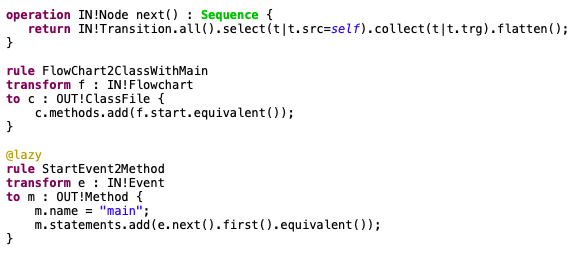 operation IN!Node next() : Sequence {
   return IN!Transition.all().select(t|t.src=self).collect(t|t.trg).flatten();
}

rule FlowChart2ClassWithMain
transform f : IN!Flowchart
to c : OUT!ClassFile {
    c.methods.add(f.start.equivalent());
}

@lazy
rule StartEvent2Method
transform e : IN!Event
to m : OUT!Method {
    m.name = "main";
    m.statements.add(e.next().first().equivalent());
}